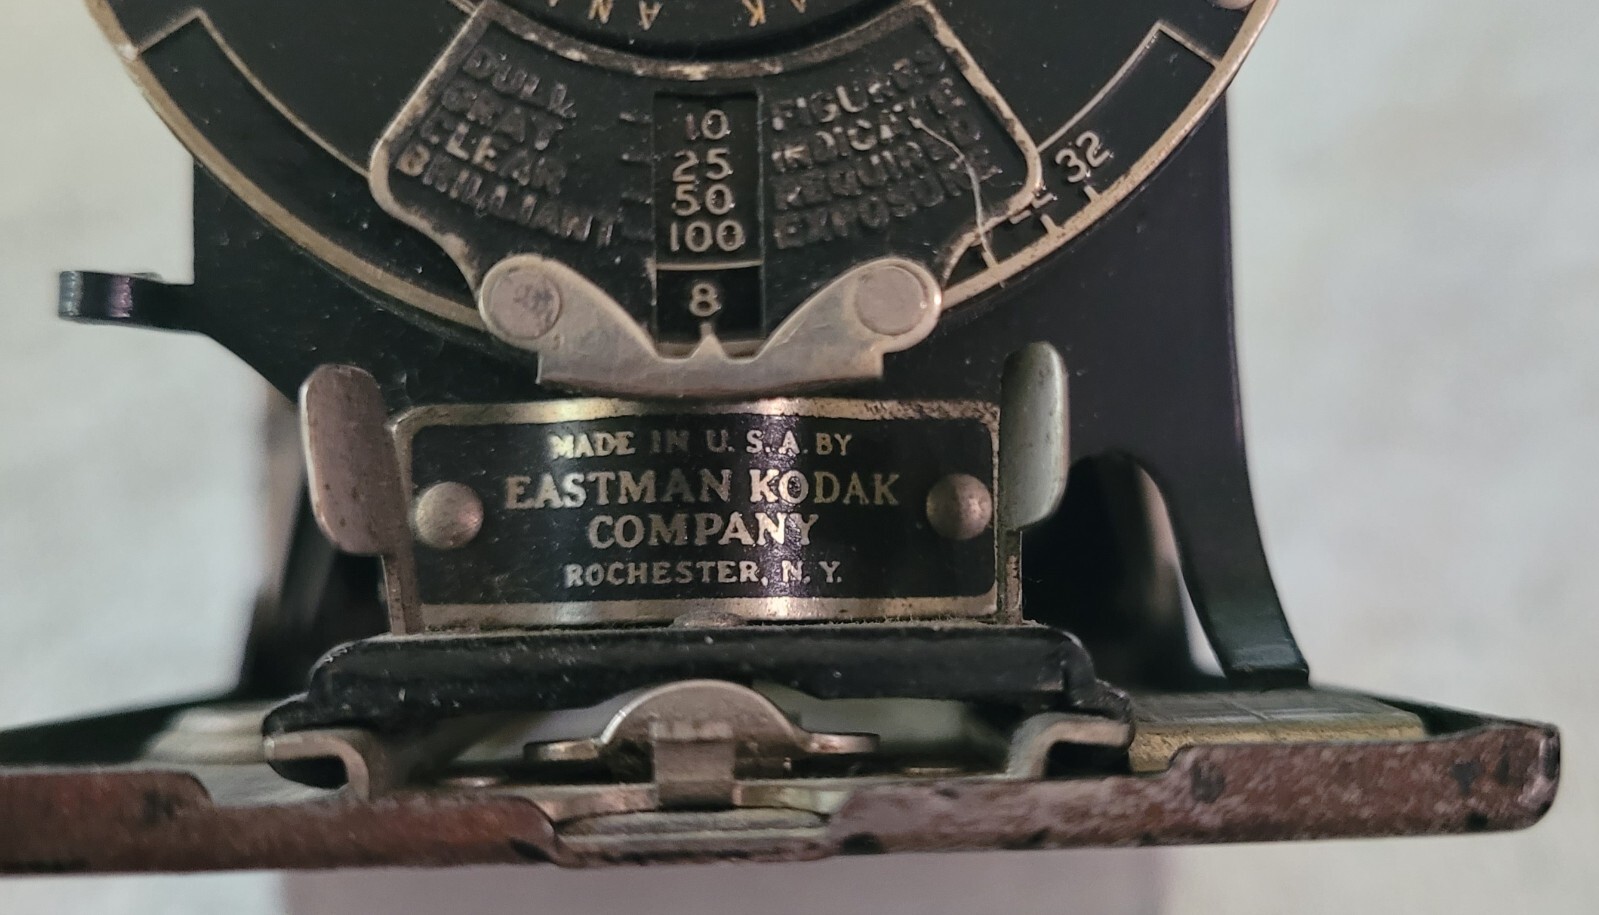 DULL
GRAY
CLEAR
BRILLIANT
10
25
50
100
8
FIGURES
INDICATE
REQUIRED
EXPOSURE
32
MADE IN U. S. A. BY
EASTMAN KODAK
COMPANY
ROCHESTER, N. Y.